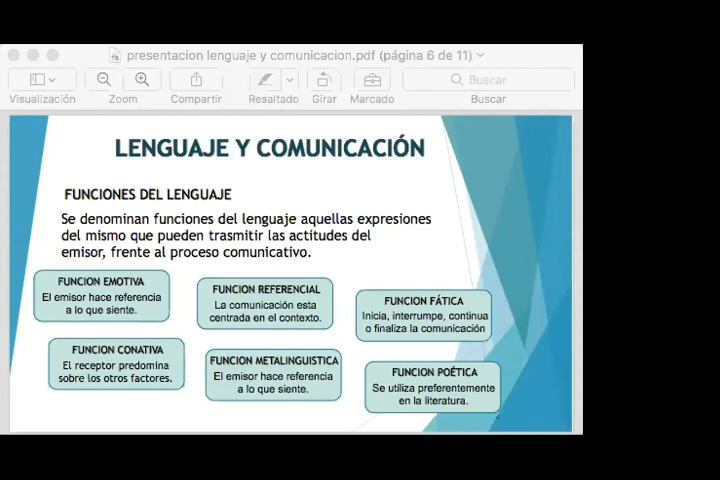 presentacion lenguaje y comunicacion.pdf (página 6 de 11)
Visualización
Zoom
Compartir
Resaltado
Girar
Marcado
Buscar
Buscar
LENGUAJE Y COMUNICACIÓN
FUNCIONES DEL LENGUAJE
Se denominan funciones del lenguaje aquellas expresiones
del mismo que pueden trasmitir las actitudes del
emisor, frente al proceso comunicativo.
FUNCION EMOTIVA
El emisor hace referencia
a lo que siente.
FUNCION REFERENCIAL
La comunicación esta
centrada en el contexto.
FUNCION FÁTICA
Inicia, interrumpe, continua
o finaliza la comunicación
FUNCION CONATIVA
El receptor predomina
sobre los otros factores.
FUNCION METALINGUISTICA
El emisor hace referencia
a lo que siente.
FUNCION POÉTICA
Se utiliza preferentemente
en la literatura.